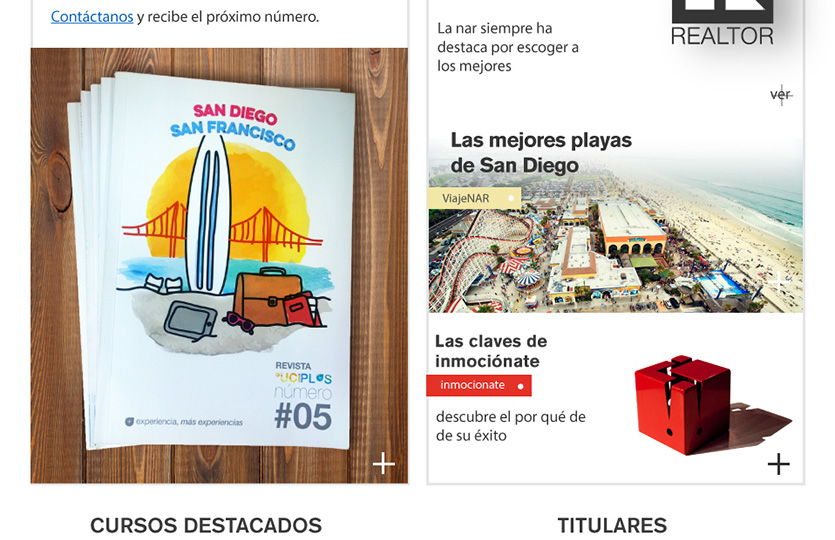 Contáctanos y recibe el próximo número.
SAN DIEGO
SAN FRANCISCO
REVISTA
UCIPLUS
número
#05
experiencia, más experiencias
La nar siempre ha
destaca por escoger a
los mejores
REALTOR
ver
Las mejores playas
de San Diego
ViajeNAR
Las claves de
inmociónate
inmocionate
descubre el por qué de
de su éxito
CURSOS DESTACADOS
TITULARES